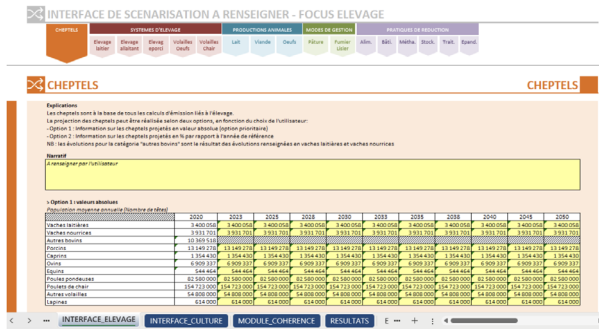 INTERFACE DE SCENARISATION A RENSEIGNER - FOCUS ELEVAGE
CHEPTELS SYSTEMES D'ELEVAGE PRODUCTIONS ANIMALES MODES DE GESTION PRATIQUES DE REDUCTION
Elevage laitier Elevage allaitant Elevage porci Volailles Oeufs Volailles Chair Lait Viande Oeufs Pâture Fumier Lisier Alim. Bâti. Métha. Stock. Trait. Epand.
CHEPTELS CHEPTELS
Explications
Les cheptels sont à la base de tous les calculs d'émission liés à l'élevage.
La projection des cheptels peut être réalisée selon deux options, en fonction du choix de l'utilisateur:
- Option 1 : Information sur les cheptels projetés en valeur absolue (option prioritaire)
- Option 2 : Information sur les cheptels projetés en % par rapport à l'année de référence
NB : les évolutions pour la catégorie "autres bovins" sont le résultat des évolutions renseignées en vaches laitières et vaches nourrices
Narratif
A renseigner par l'utilisateur
> Option 1 : valeurs absolues
Population moyenne annuelle (Nombre de têtes)
2020 2023 2025 2028 2030 2033 2035 2038 2040 2045 2050
Vaches laitières 3 400 058 3 400 058 3 400 058 3 400 058 3 400 058 3 400 058 3 400 058 3 400 058 3 400 058 3 400 058 3 400 058
Vaches nourrices 3 931 701 3 931 701 3 931 701 3 931 701 3 931 701 3 931 701 3 931 701 3 931 701 3 931 701 3 931 701 3 931 701
Autres bovins 10 369 518
Porcins 13 149 278 13 149 278 13 149 278 13 149 278 13 149 278 13 149 278 13 149 278 13 149 278 13 149 278 13 149 278 13 149 278
Caprins 1 354 430 1 354 430 1 354 430 1 354 430 1 354 430 1 354 430 1 354 430 1 354 430 1 354 430 1 354 430 1 354 430
Ovins 6 909 337 6 909 337 6 909 337 6 909 337 6 909 337 6 909 337 6 909 337 6 909 337 6 909 337 6 909 337 6 909 337
Equins 544 464 544 464 544 464 544 464 544 464 544 464 544 464 544 464 544 464 544 464 544 464
Poules pondeuses 82 580 000 82 580 000 82 580 000 82 580 000 82 580 000 82 580 000 82 580 000 82 580 000 82 580 000 82 580 000 82 580 000
Poulets de chair 154 723 000 154 723 000 154 723 000 154 723 000 154 723 000 154 723 000 154 723 000 154 723 000 154 723 000 154 723 000 154 723 000
Autres volailles 54 808 000 54 808 000 54 808 000 54 808 000 54 808 000 54 808 000 54 808 000 54 808 000 54 808 000 54 808 000 54 808 000
Lapines 614 000 614 000 614 000 614 000 614 000 614 000 614 000 614 000 614 000 614 000 614 000
INTERFACE_ELEVAGE INTERFACE_CULTURE MODULE_COHERENCE RESULTATS E